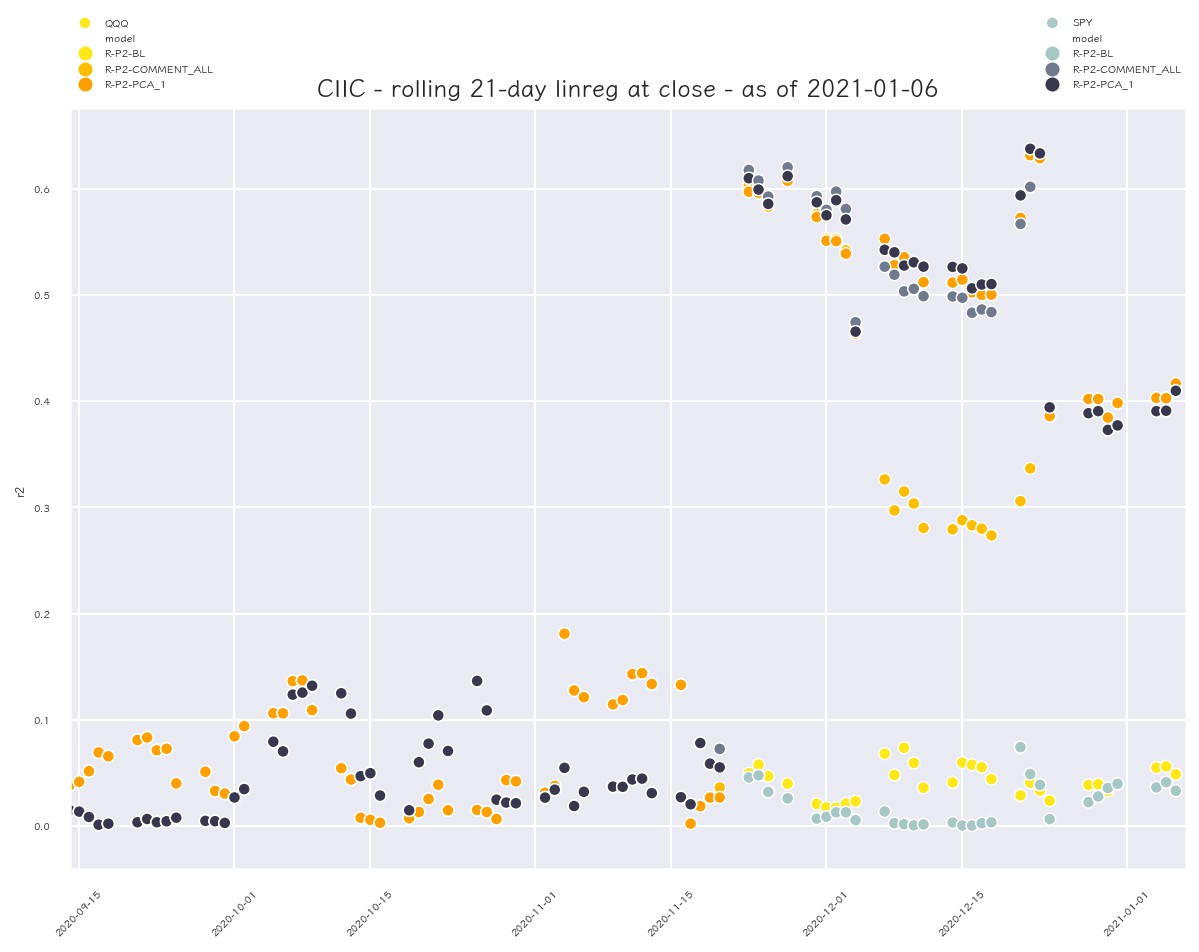 QQQ
model
R-P2-BL
R-P2-COMMENT_ALL
R-P2-PCA_1
SPY
model
R-P2-BL
R-P2-COMMENT_ALL
R-P2-PCA_1
CIIC - rolling 21-day linreg at close - as of 2021-01-06
r2
0.6
0.5
0.4
0.3
0.2
0.1
0.0
2020-09-15
2020-10-01
2020-10-15
2020-11-01
2020-11-15
2020-12-01
2020-12-15
2021-01-01